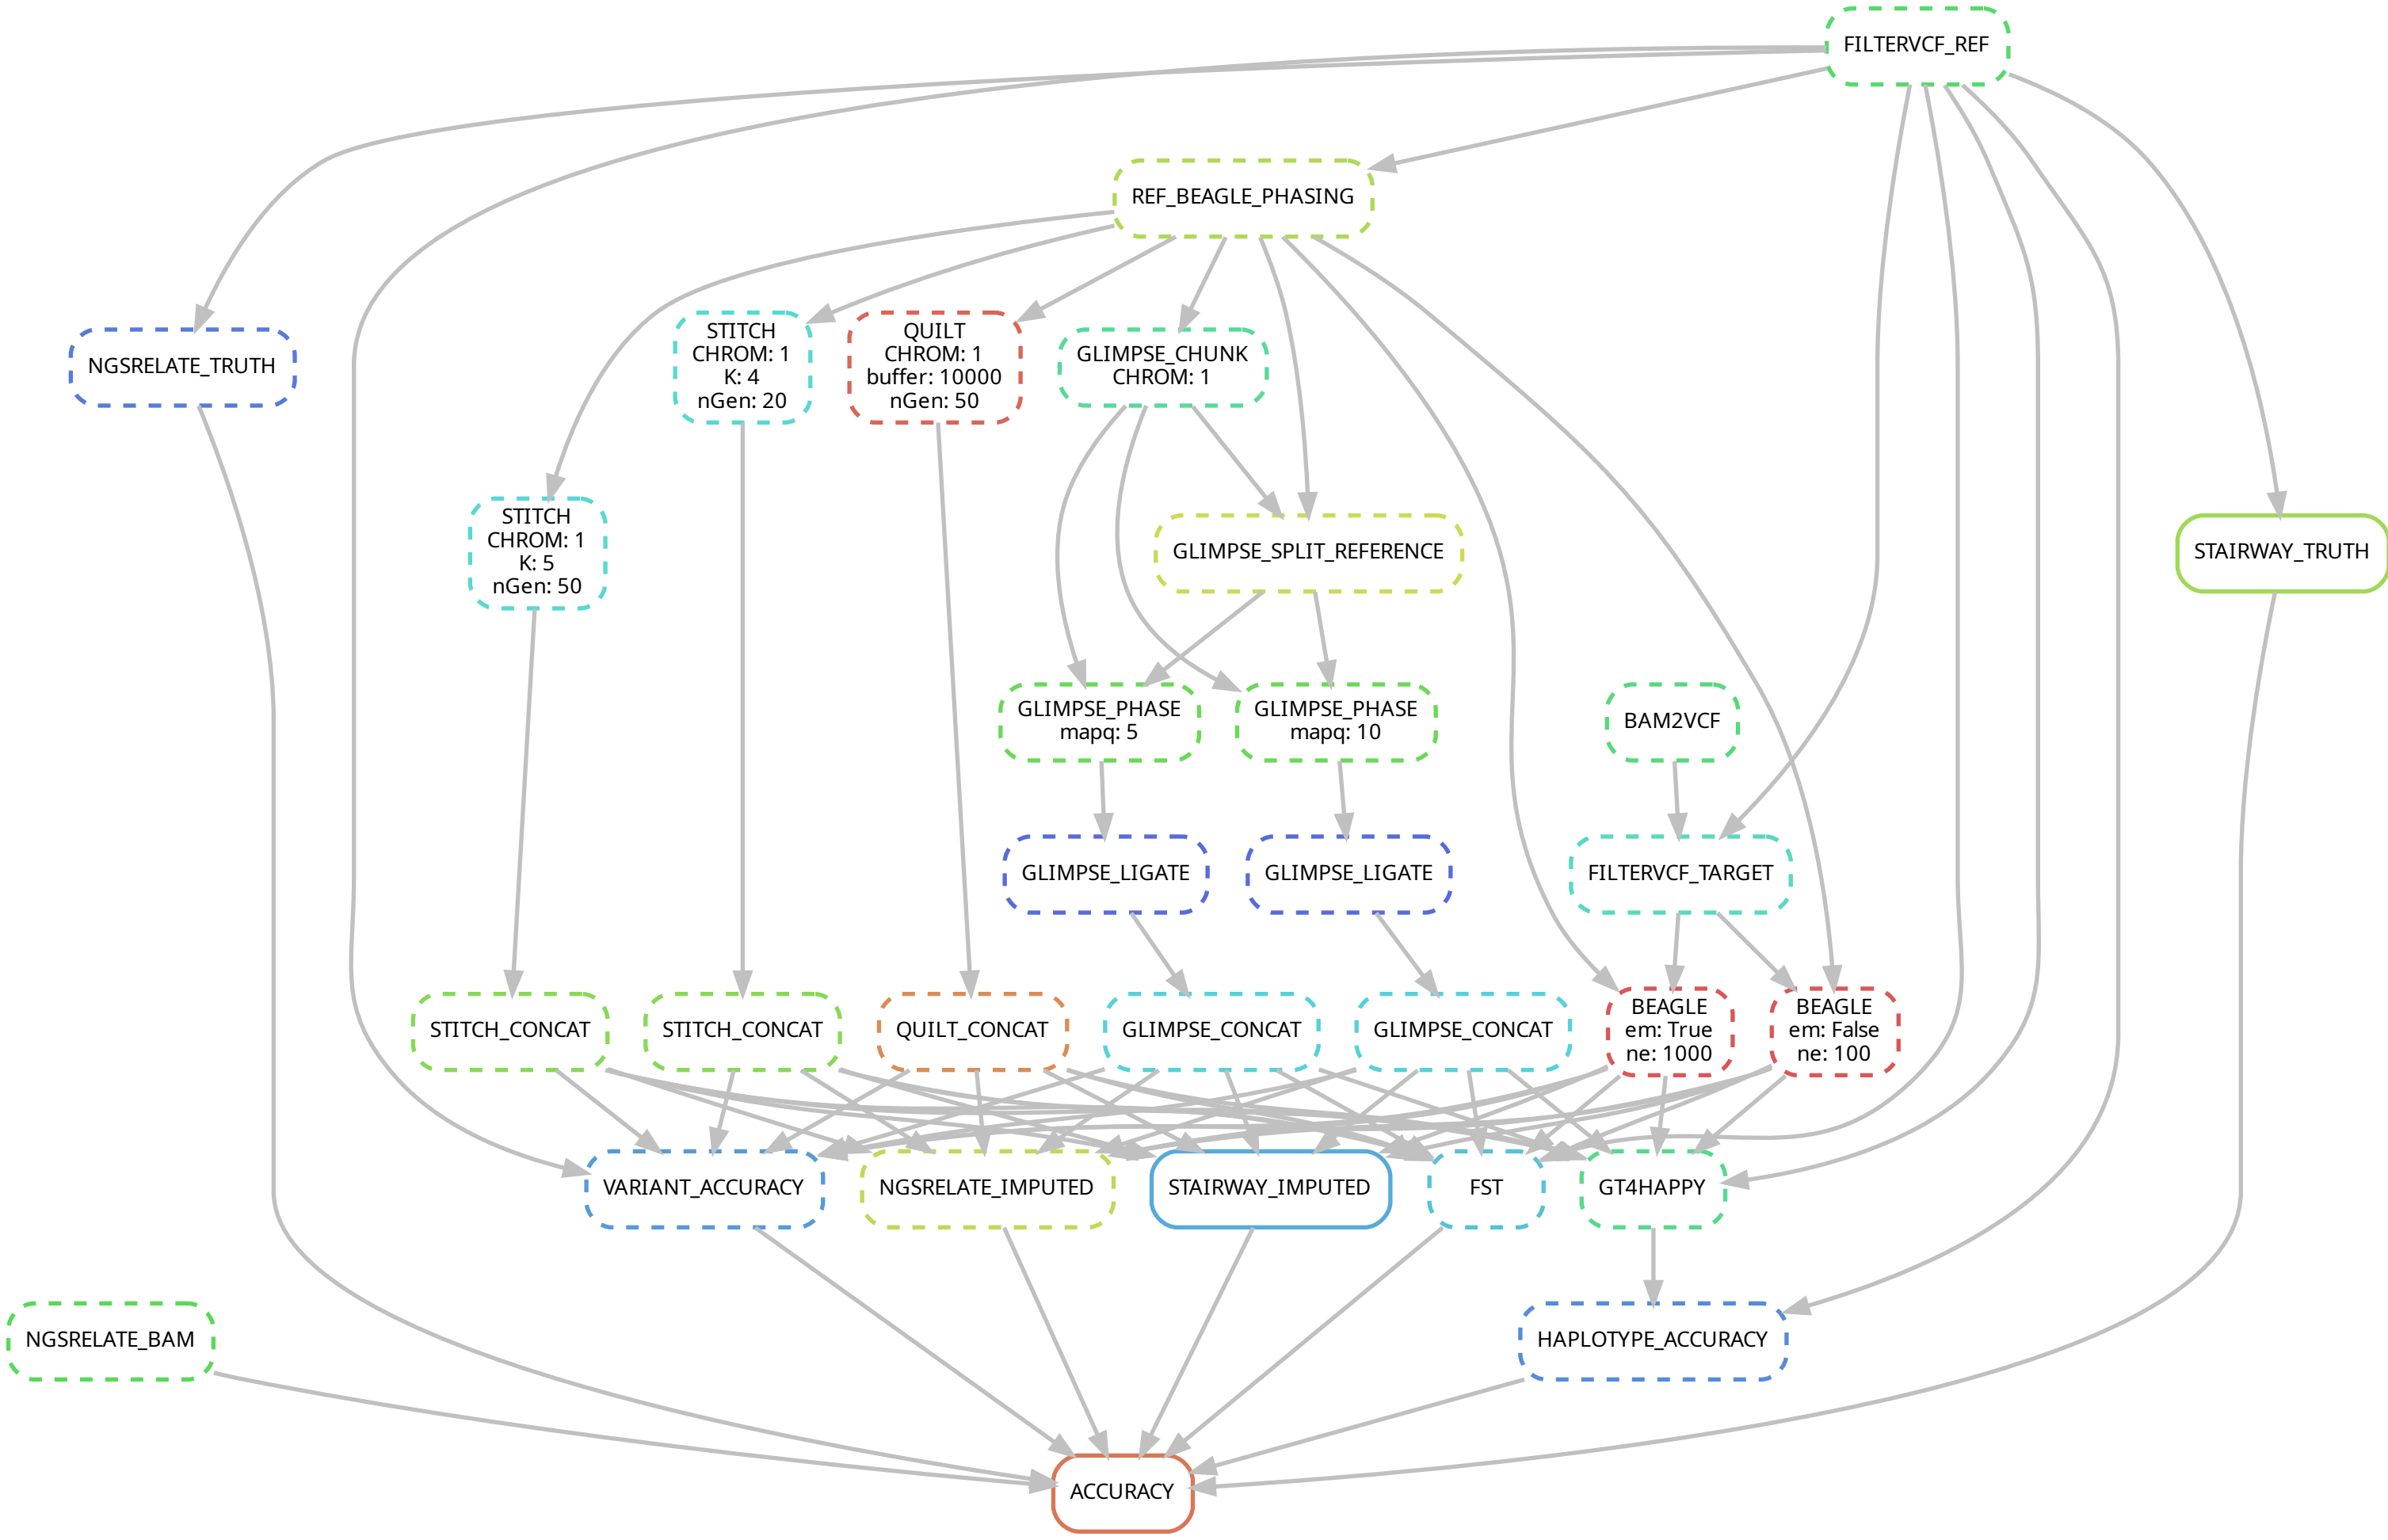 FILTERVCF_REF
REF_BEAGLE_PHASING
NGSRELATE_TRUTH
STITCH
CHROM: 1
K: 4
nGen: 20
QUILT
CHROM: 1
buffer: 10000
nGen: 50
GLIMPSE_CHUNK
CHROM: 1
STITCH
CHROM: 1
K: 5
nGen: 50
GLIMPSE_SPLIT_REFERENCE
STAIRWAY_TRUTH
GLIMPSE_PHASE
mapq: 5
GLIMPSE_PHASE
mapq: 10
BAM2VCF
GLIMPSE_LIGATE
GLIMPSE_LIGATE
FILTERVCF_TARGET
STITCH_CONCAT
STITCH_CONCAT
QUILT_CONCAT
GLIMPSE_CONCAT
GLIMPSE_CONCAT
BEAGLE
em: True
ne: 1000
BEAGLE
em: False
ne: 100
VARIANT_ACCURACY
NGSRELATE_IMPUTED
STAIRWAY_IMPUTED
FST
GT4HAPPY
NGSRELATE_BAM
HAPLOTYPE_ACCURACY
ACCURACY